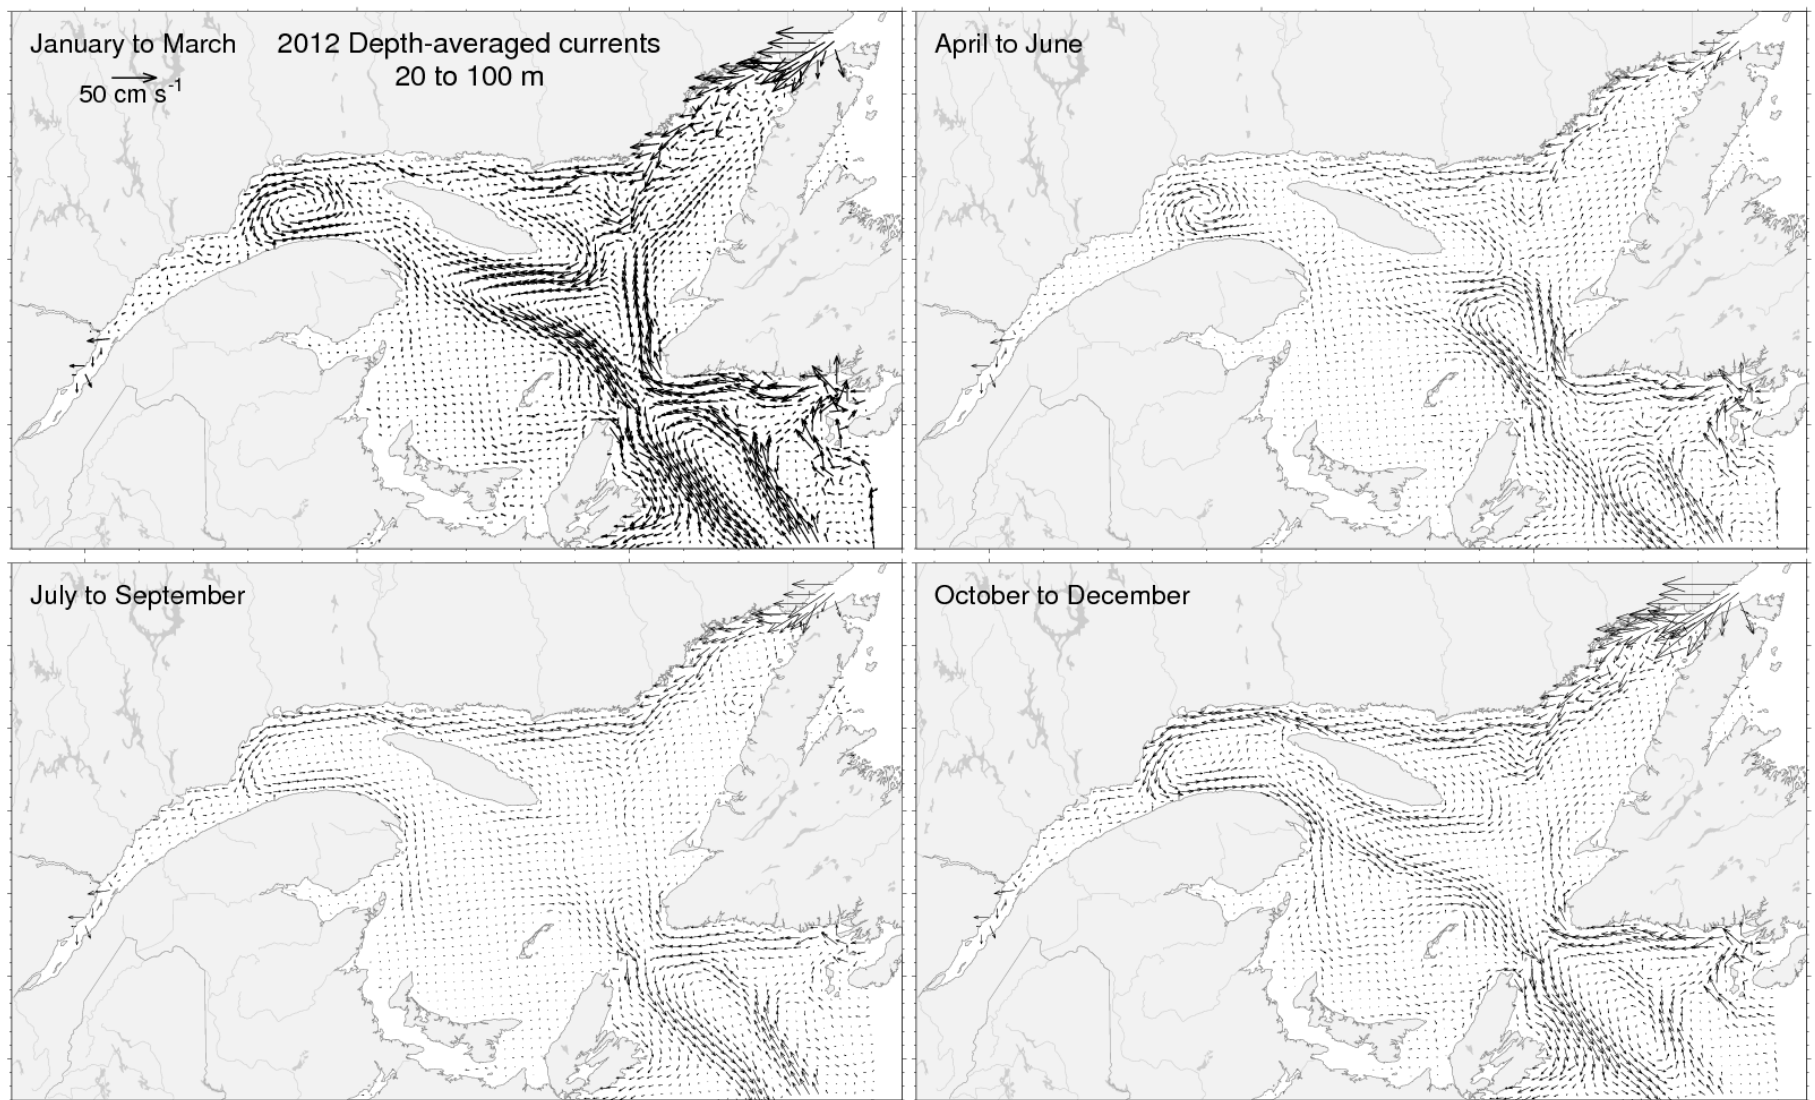 January to March
50 cm s⁻¹
2012 Depth-averaged currents
20 to 100 m
April to June
July to September
October to December